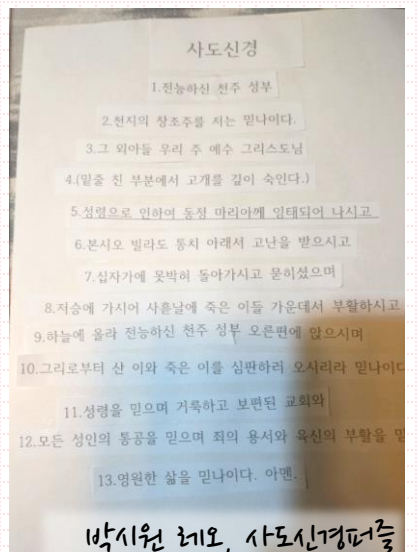 사도신경
1.전능하신 천주 성부
2.천지의 창조주를 저는 믿나이다.
3.그 외아들 우리 주 예수 그리스도님
4.(밑줄 친 부분에서 고개를 깊이 숙인다.)
5.성령으로 인하여 동정 마리아께 잉태되어 나시고
6.본시오 빌라도 통치 아래서 고난을 받으시고
7.십자가에 못박혀 돌아가시고 묻히셨으며
8.저승에 가시어 사흗날에 죽은 이들 가운데서 부활하시고
9.하늘에 올라 전능하신 천주 성부 오른편에 앉으시며
10.그리로부터 산 이와 죽은 이를 심판하러 오시리라 믿나이다
11.성령을 믿으며 거룩하고 보편된 교회와
12.모든 성인의 통공을 믿으며 죄의 용서와 육신의 부활을 믿
13.영원한 삶을 믿나이다. 아멘.
박시원 레오, 사도신경퍼즐